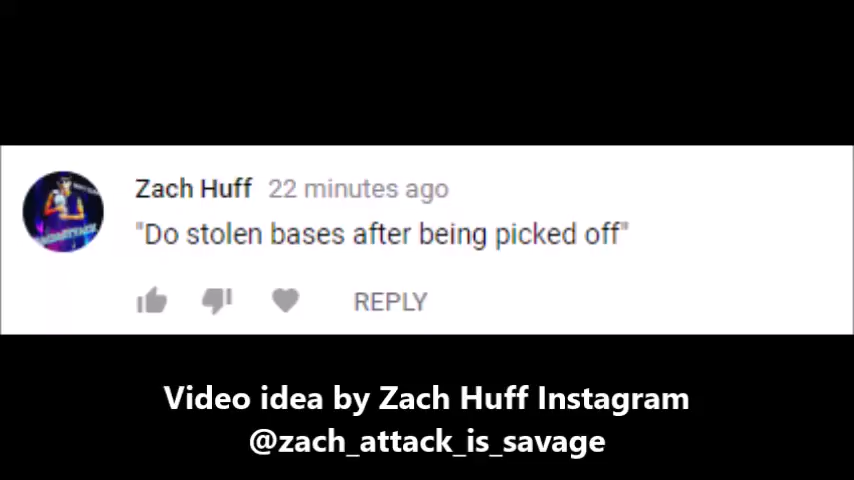 Zach Huff 22 minutes ago
"Do stolen bases after being picked off"
REPLY
Video idea by Zach Huff Instagram
@zach_attack_is_savage